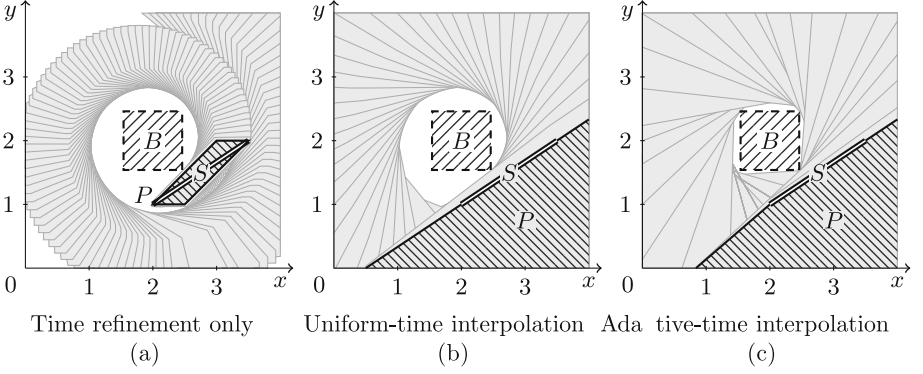 y
y
y
3
3
3
2
B
2
B
2
B
S
S
S
P
1
1
P
1
P
0
1
2
3
x
0
1
2
3
x
0
1
2
3
x
Time refinement only
Uniform-time interpolation
Ada tive-time interpolation
(a)
(b)
(c)